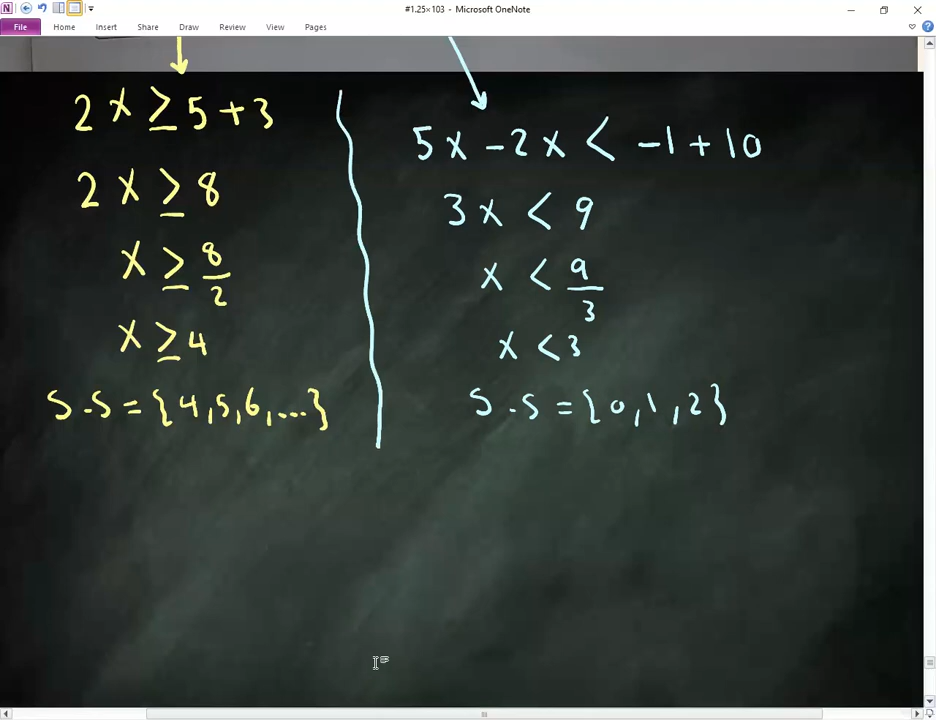 #1.25×103 - Microsoft OneNote
File Home Insert Share Draw History Review View Pages
2x ≥ 5+3
2x ≥ 8
x ≥ 8/2
x ≥ 4
S.S = {4,5,6,...}
5x -2x < -1+10
3x < 9
x < 9/3
x < 3
S.S = {0,1,2}